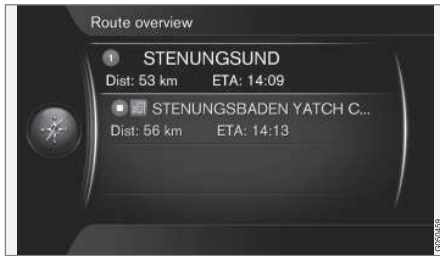 Route overview
1 STENUNGSUND
Dist: 53 km ETA: 14:09
STENUNGSBADEN YATCH C...
Dist: 56 km ETA: 14:13
G050459